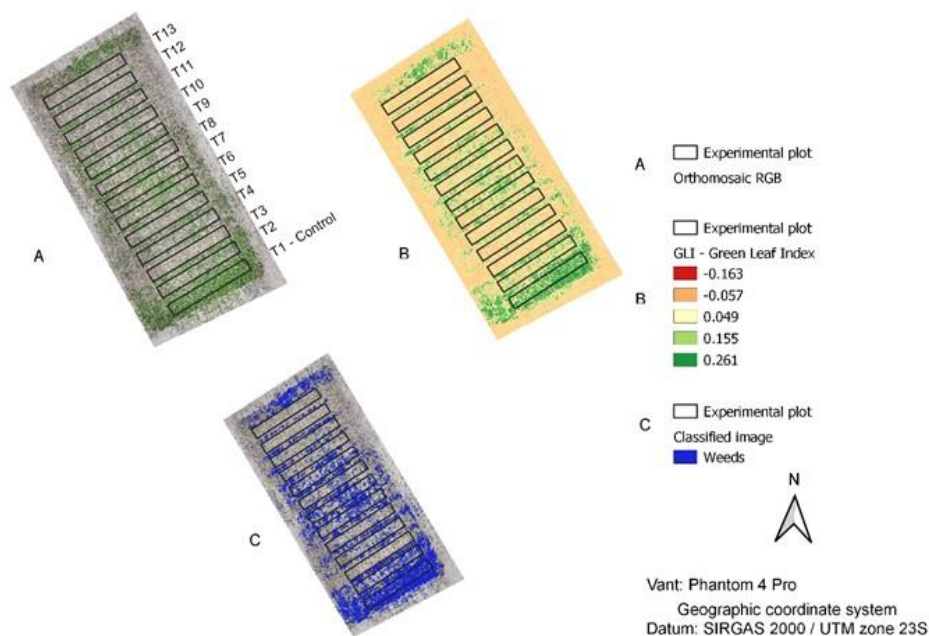 T13
T12
T11
T10
T9
T8
T7
T6
T5
T4
T3
T2
T1 - Control
A
B
C
A
Experimental plot
Orthomosaic RGB
B
Experimental plot
GLI - Green Leaf Index
-0.163
-0.057
0.049
0.155
0.261
C
Experimental plot
Classified image
Weeds
N
Vant: Phantom 4 Pro
Geographic coordinate system
Datum: SIRGAS 2000 / UTM zone 23S